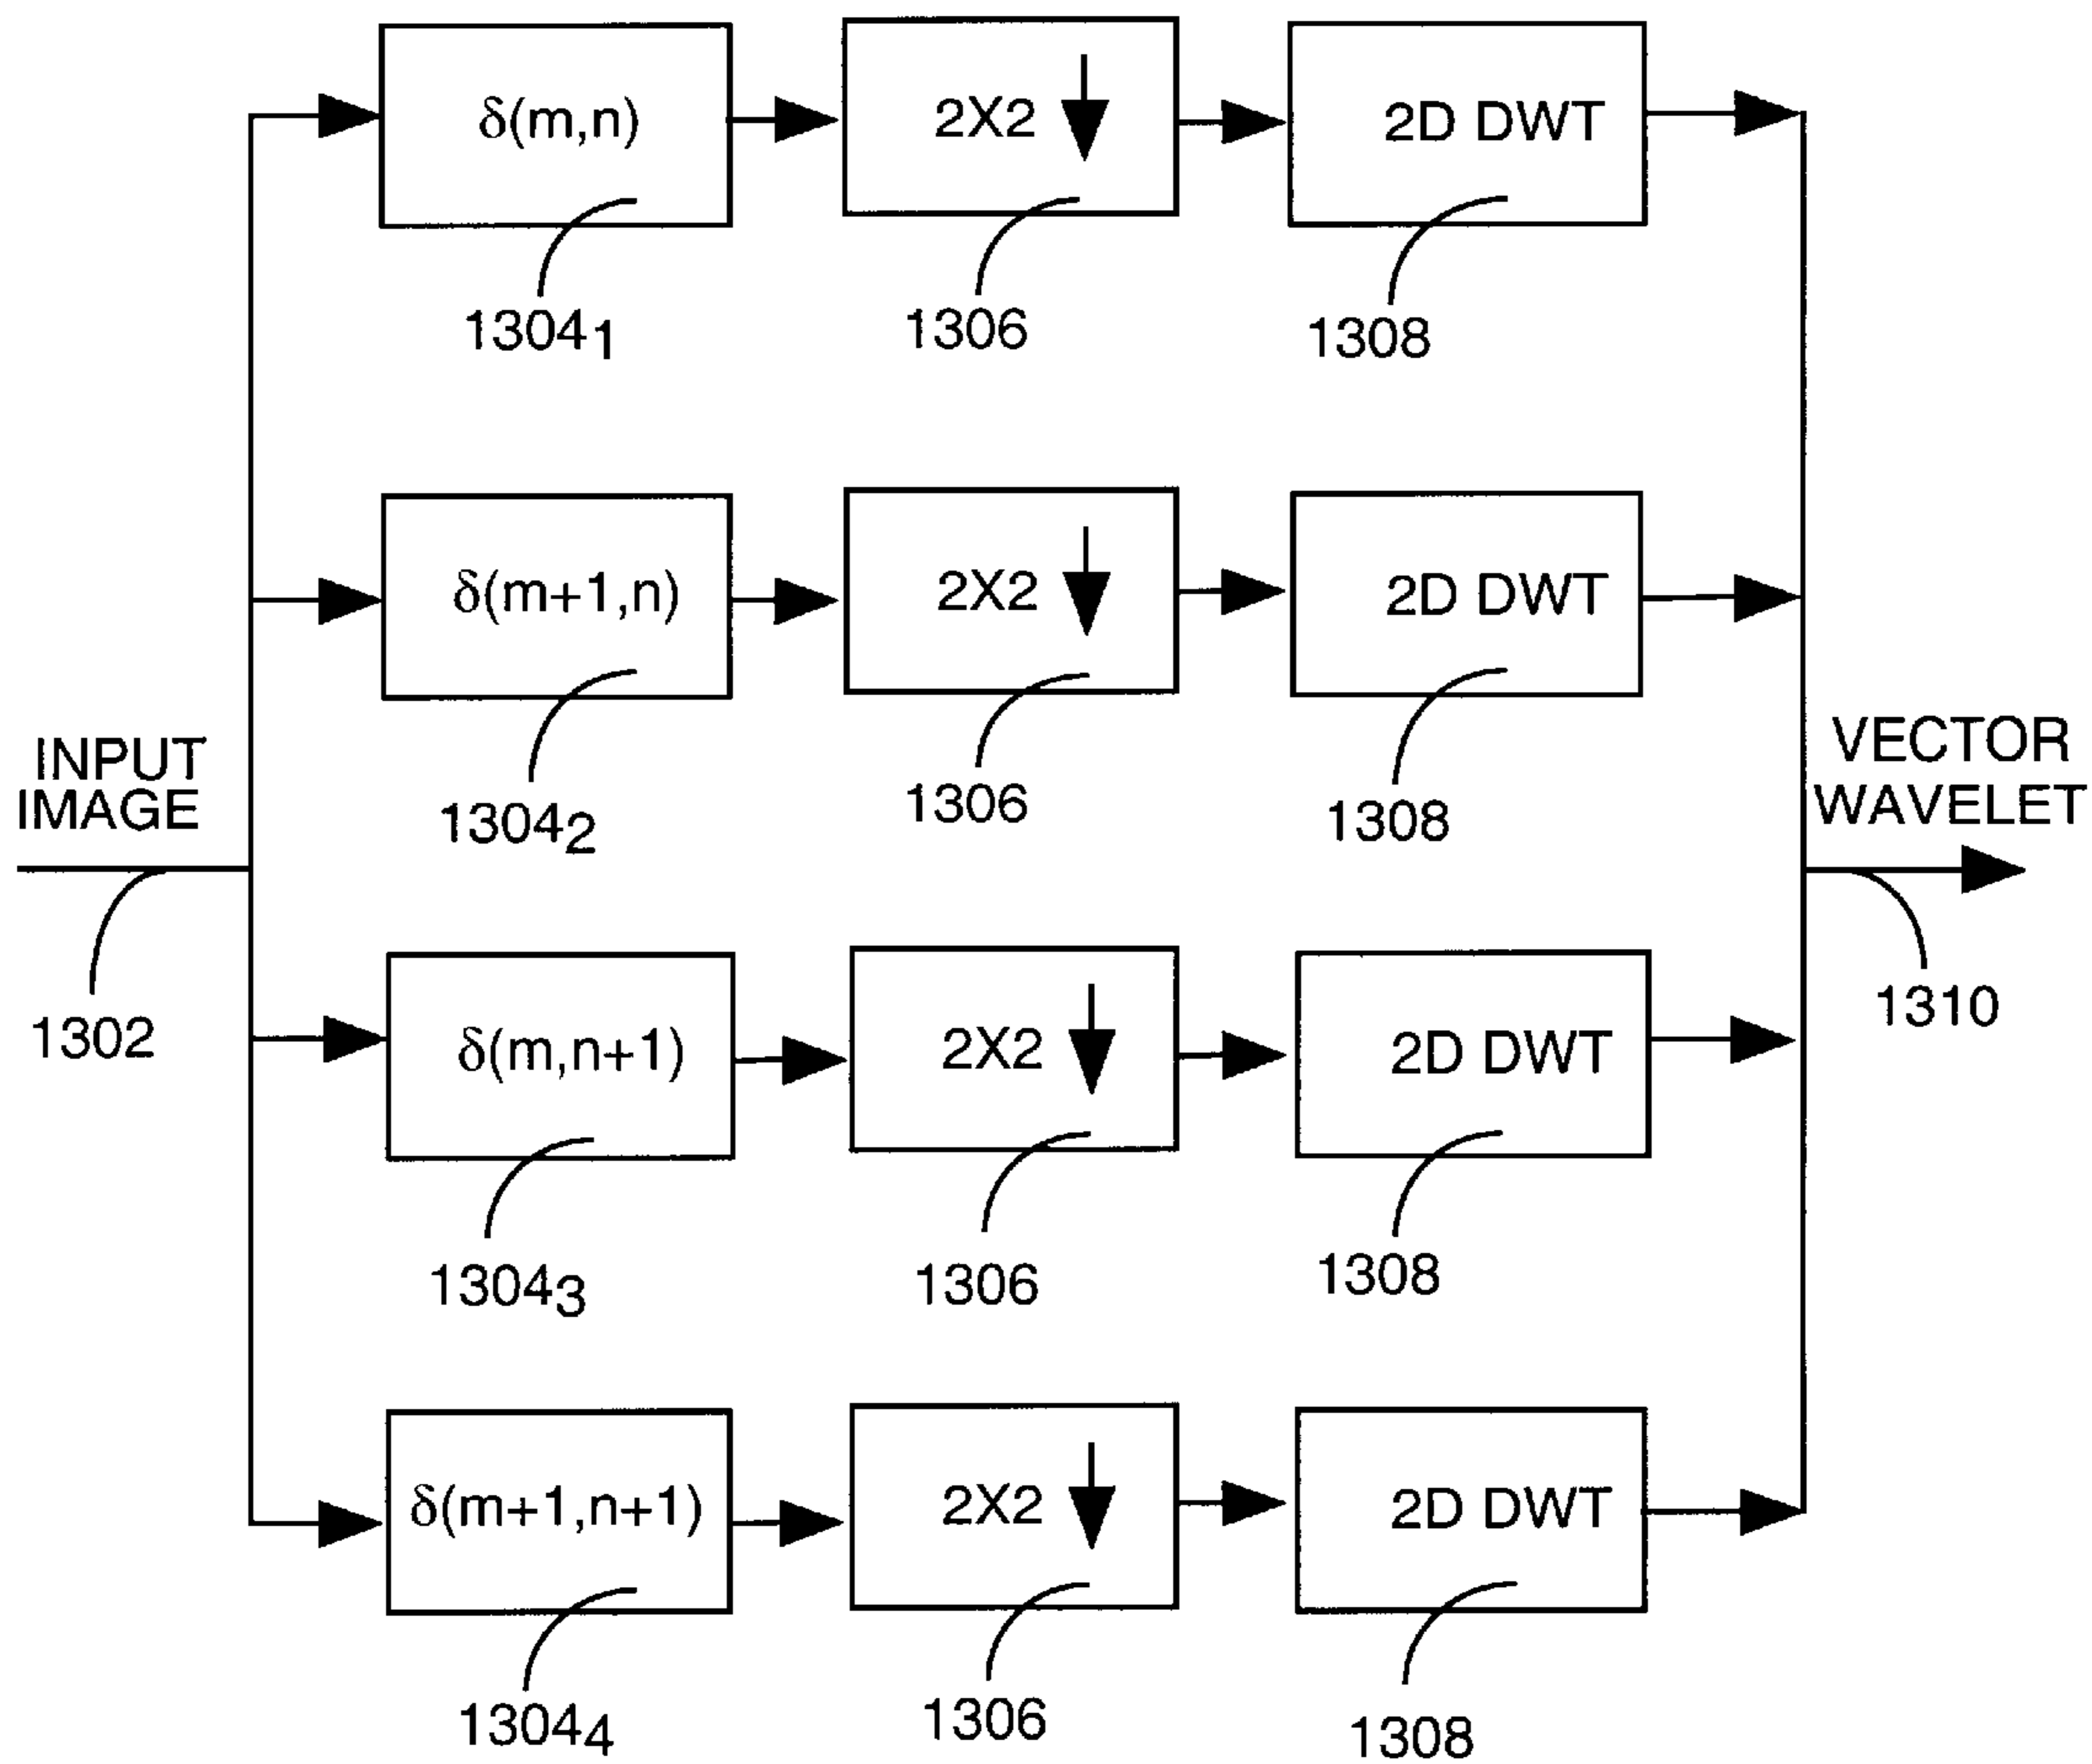 δ(m,n)
2X2
2D DWT
1304₁
1306
1308
δ(m+1,n)
2X2
2D DWT
1304₂
1306
1308
INPUT
IMAGE
1302
VECTOR
WAVELET
1310
δ(m,n+1)
2X2
2D DWT
1304₃
1306
1308
δ(m+1,n+1)
2X2
2D DWT
1304₄
1306
1308